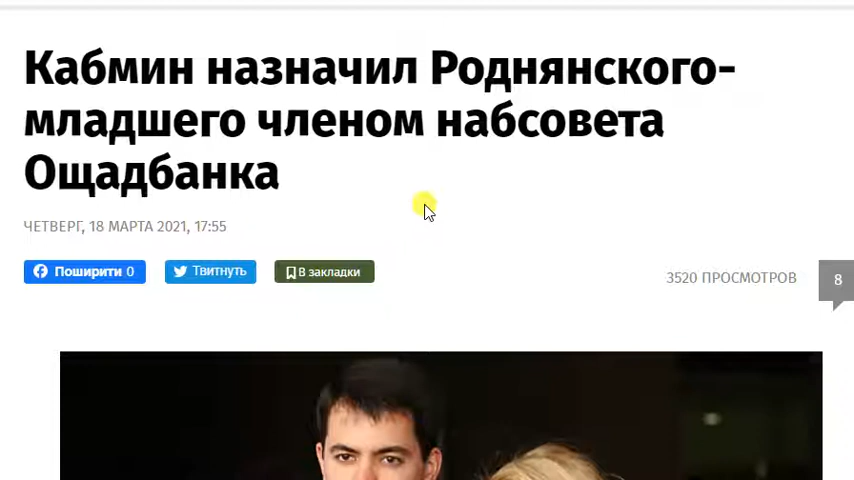 Кабмин назначил Роднянского-
младшего членом набсовета
Ощадбанка
ЧЕТВЕРГ, 18 МАРТА 2021, 17:55
Поширити 0
Твитнуть
В закладки
3520 ПРОСМОТРОВ
8